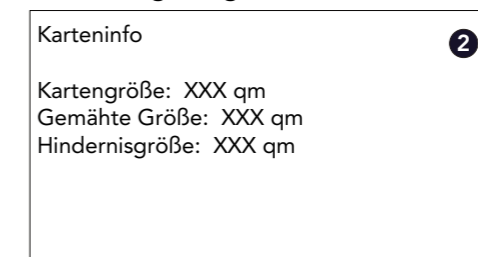 Karteninfo
2
Kartengröße: XXX qm
Gemähte Größe: XXX qm
Hindernisgröße: XXX qm